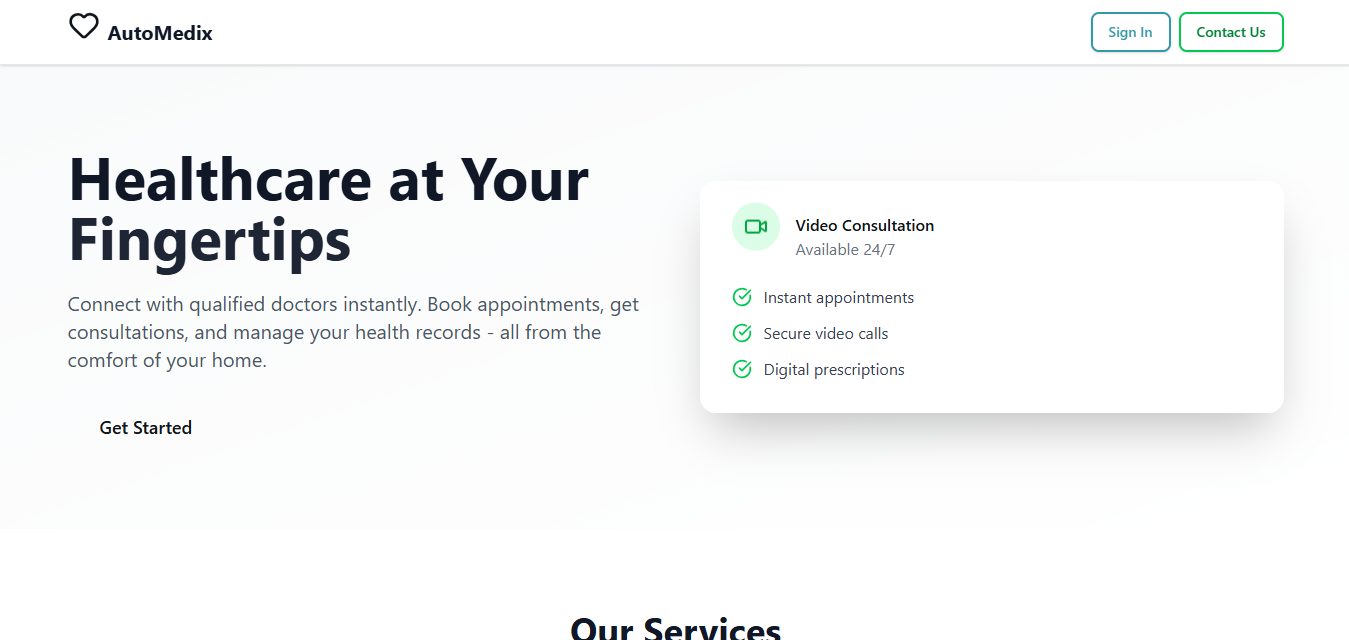 AutoMedix
Sign In
Contact Us
Healthcare at Your
Fingertips
Connect with qualified doctors instantly. Book appointments, get
consultations, and manage your health records - all from the
comfort of your home.
Get Started
Video Consultation
Available 24/7
Instant appointments
Secure video calls
Digital prescriptions
Our Services